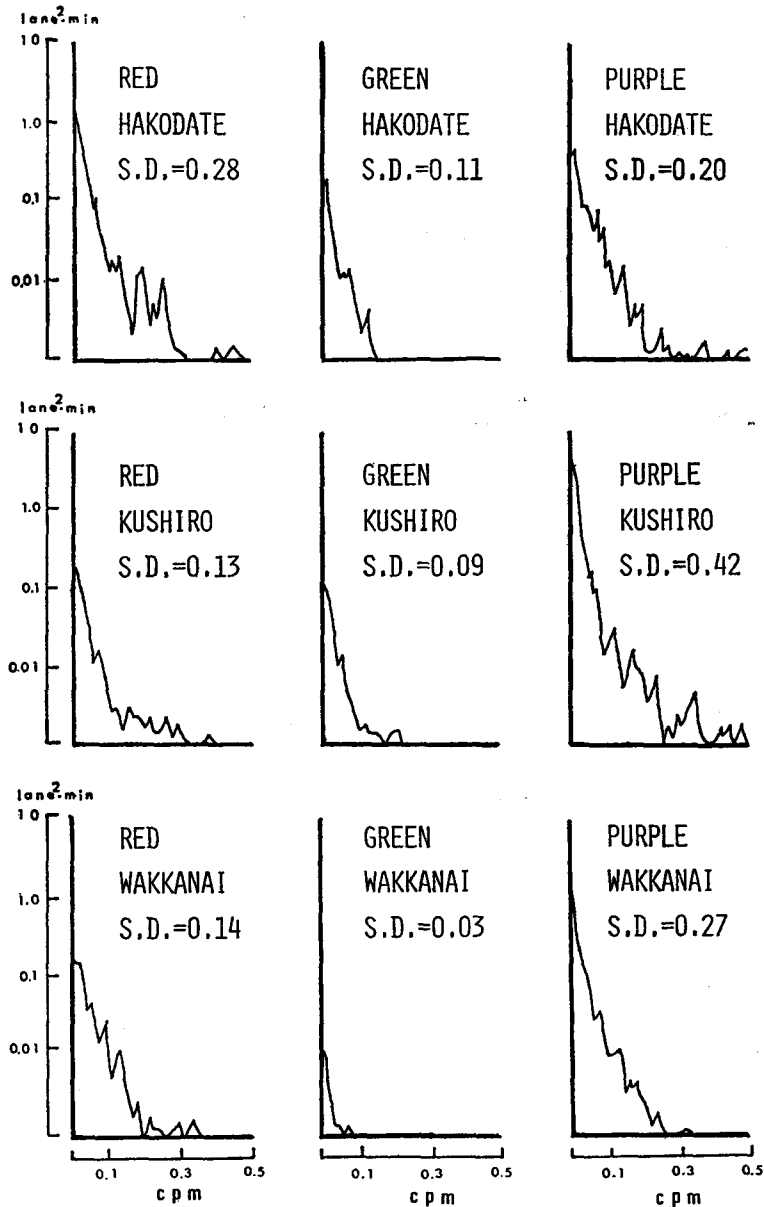 lane²-min
10
1.0
0.1
0.01
RED
HAKODATE
S.D.=0.28
GREEN
HAKODATE
S.D.=0.11
PURPLE
HAKODATE
S.D.=0.20
lane²-min
10
1.0
0.1
0.01
RED
KUSHIRO
S.D.=0.13
GREEN
KUSHIRO
S.D.=0.09
PURPLE
KUSHIRO
S.D.=0.42
lane²-min
10
1.0
0.1
0.01
RED
WAKKANAI
S.D.=0.14
GREEN
WAKKANAI
S.D.=0.03
PURPLE
WAKKANAI
S.D.=0.27
0.1 0.3 0.5
cpm
0.1 0.3 0.5
cpm
0.1 0.3 0.5
cpm